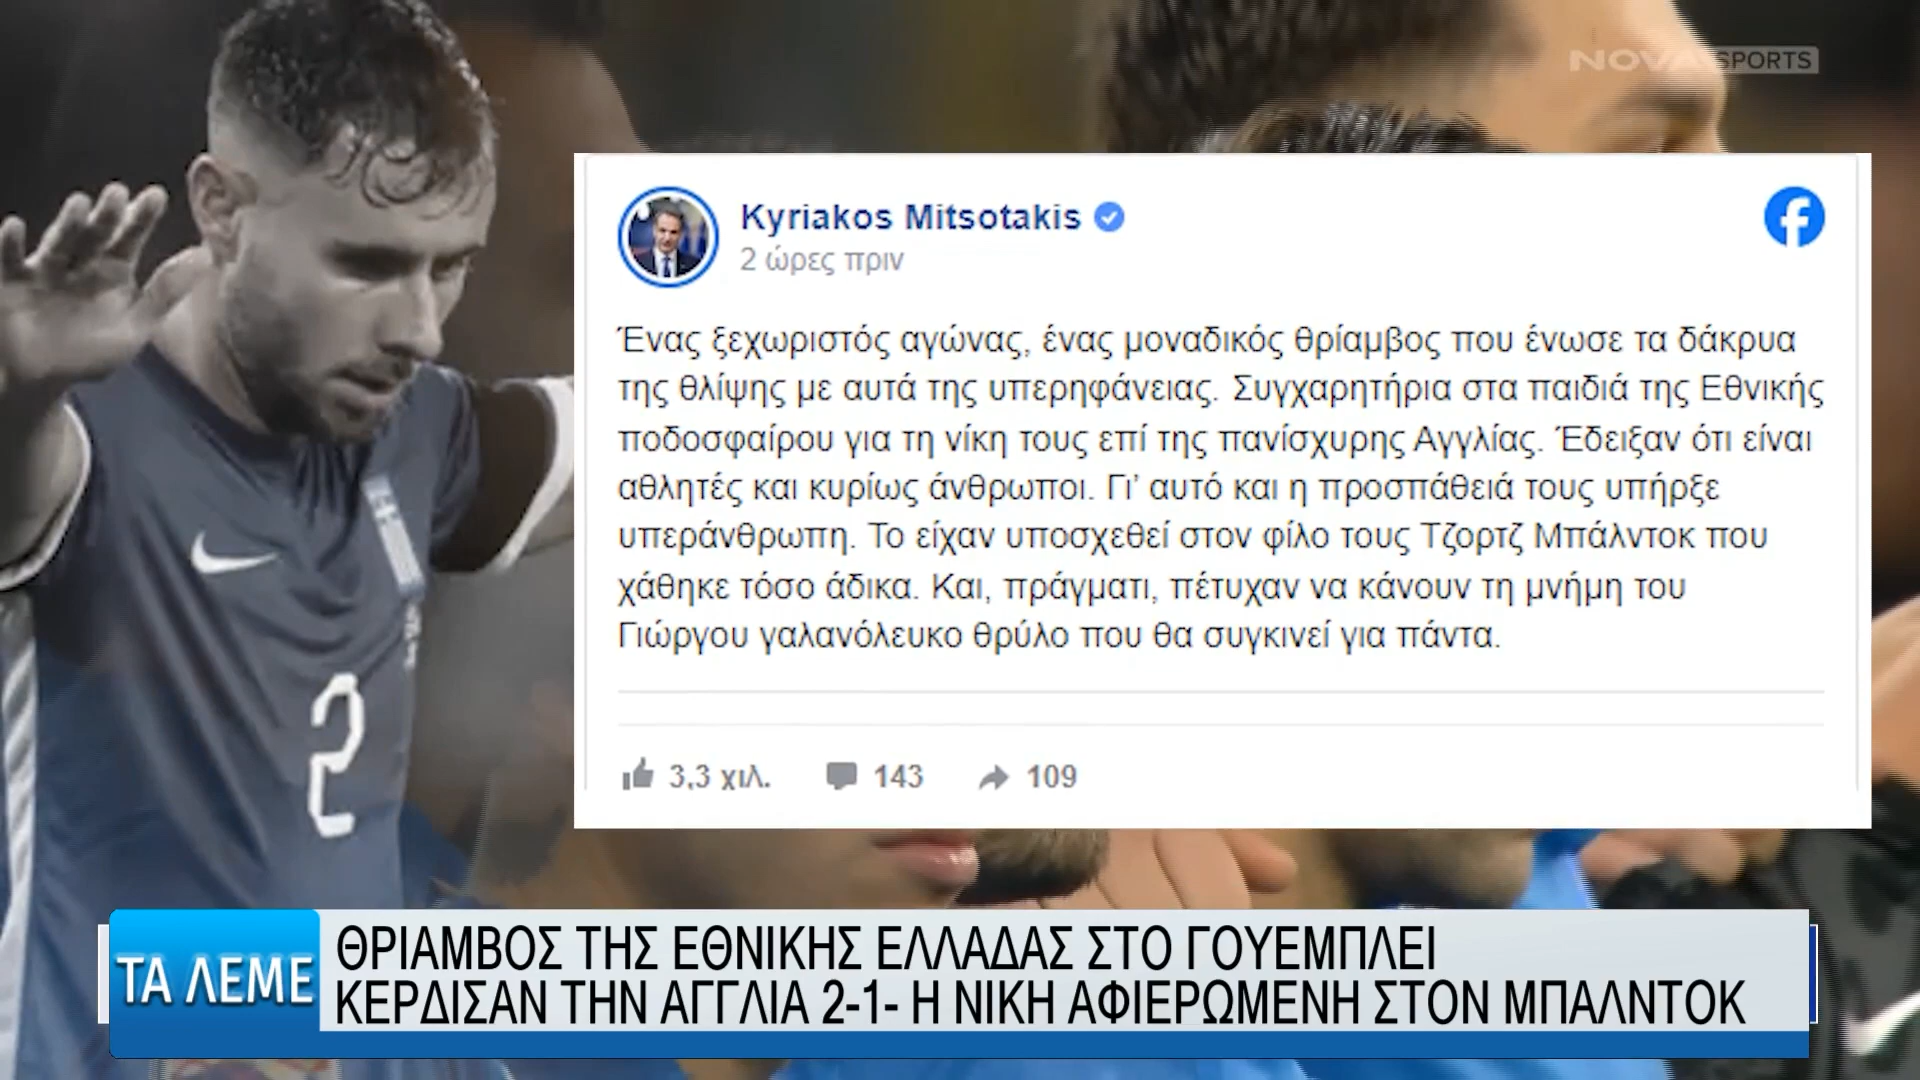 NOVASPORTS
Kyriakos Mitsotakis
2 ώρες πριν
Ένας ξεχωριστός αγώνας, ένας μοναδικός θρίαμβος που ένωσε τα δάκρυα
της θλίψης με αυτά της υπερηφάνειας. Συγχαρητήρια στα παιδιά της Εθνικής
ποδοσφαίρου για τη νίκη τους επί της πανίσχυρης Αγγλίας. Έδειξαν ότι είναι
αθλητές και κυρίως άνθρωποι. Γι’ αυτό και η προσπάθειά τους υπήρξε
υπεράνθρωπη. Το είχαν υποσχεθεί στον φίλο τους Τζορτζ Μπάλντοκ που
χάθηκε τόσο άδικα. Και, πράγματι, πέτυχαν να κάνουν τη μνήμη του
Γιώργου γαλανόλευκο θρύλο που θα συγκινεί για πάντα.
3,3 χιλ. 143 109
2
ΤΑ ΛΕΜΕ
ΘΡΙΑΜΒΟΣ ΤΗΣ ΕΘΝΙΚΗΣ ΕΛΛΑΔΑΣ ΣΤΟ ΓΟΥΕΜΠΛΕΙ
ΚΕΡΔΙΣΑΝ ΤΗΝ ΑΓΓΛΙΑ 2-1- Η ΝΙΚΗ ΑΦΙΕΡΩΜΕΝΗ ΣΤΟΝ ΜΠΑΛΝΤΟΚ